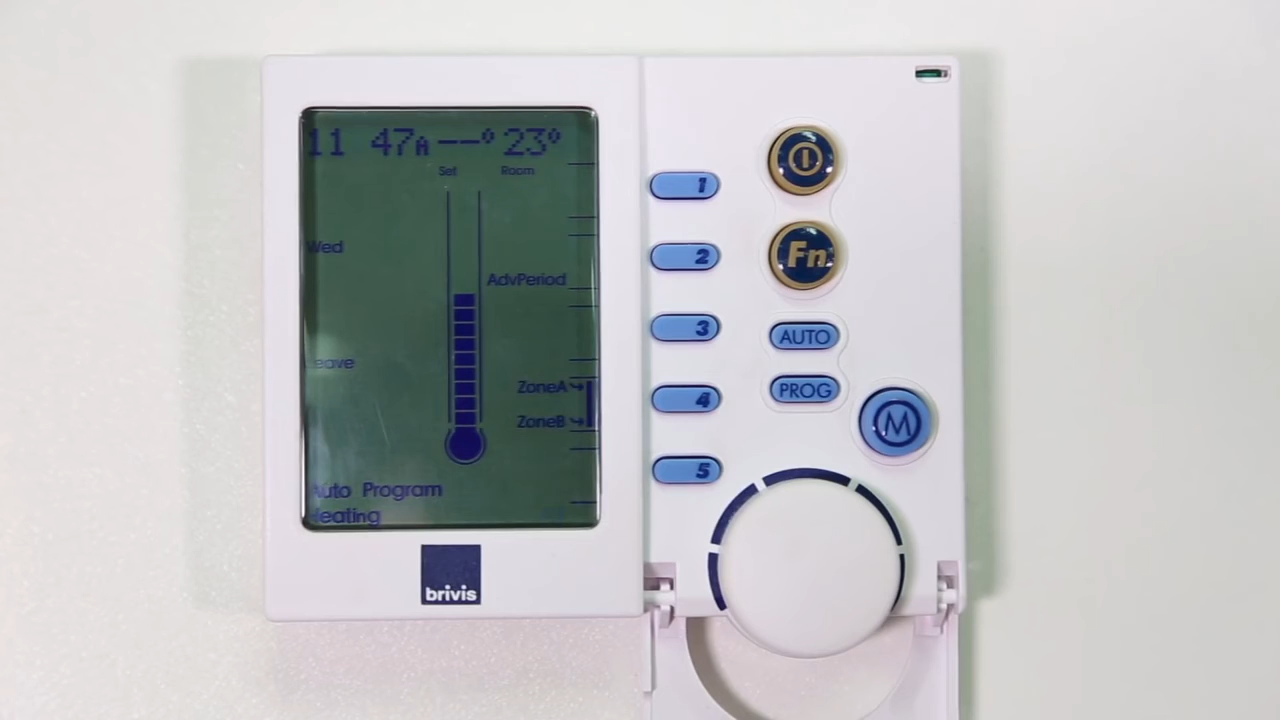 11 47A --° 23°
Set Room
Wed
AdvPeriod
Leave
ZoneA
ZoneB
Auto Program
Heating
brivis
1
2
3
4
5
Fn
AUTO
PROG
M